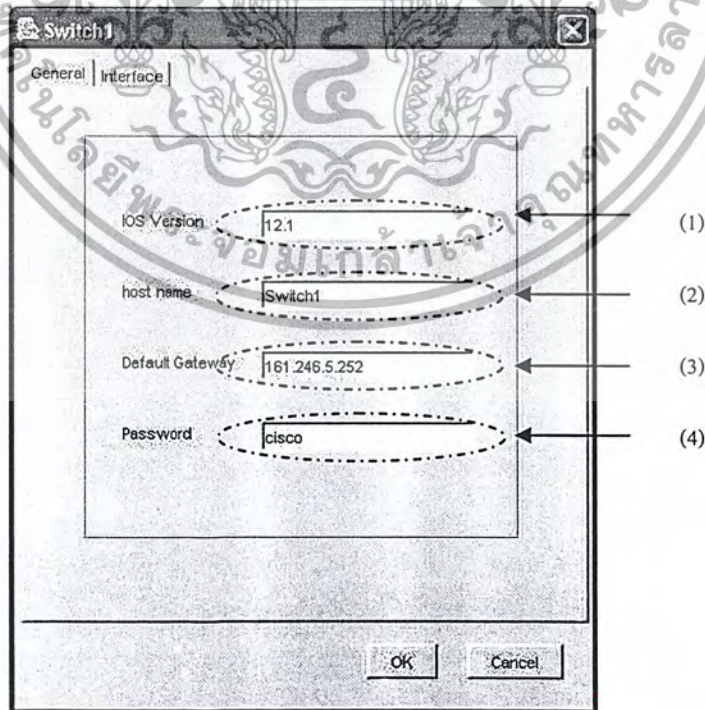 Switch1
General Interface
IOS Version 12.1 (1)
host name Switch1 (2)
Default Gateway 161.246.5.252 (3)
Password cisco (4)
OK Cancel